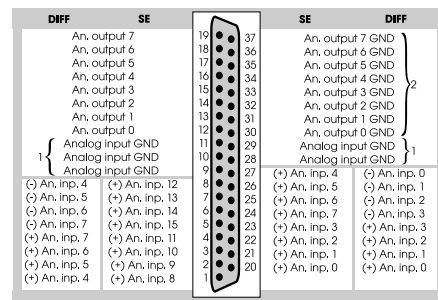 DIFF SE SE DIFF
An. output 7 19 37 An. output 7 GND
An. output 6 18 36 An. output 6 GND
An. output 5 17 35 An. output 5 GND
An. output 4 16 34 An. output 4 GND
An. output 3 15 33 An. output 3 GND
An. output 2 14 32 An. output 2 GND
An. output 1 13 31 An. output 1 GND
An. output 0 12 30 An. output 0 GND
2
Analog input GND 11 29 Analog input GND
1 Analog input GND 10 28 Analog input GND 1
Analog input GND 9 27 (+) An. inp. 4 (-) An. inp. 0
(-) An. inp. 4 (+) An. inp. 12 8 26 (+) An. inp. 5 (-) An. inp. 1
(-) An. inp. 5 (+) An. inp. 13 7 25 (+) An. inp. 6 (-) An. inp. 2
(-) An. inp. 6 (+) An. inp. 14 6 24 (+) An. inp. 7 (-) An. inp. 3
(-) An. inp. 7 (+) An. inp. 15 5 23 (+) An. inp. 3 (+) An. inp. 3
(+) An. inp. 7 (+) An. inp. 11 4 22 (+) An. inp. 2 (+) An. inp. 2
(+) An. inp. 6 (+) An. inp. 10 3 21 (+) An. inp. 1 (+) An. inp. 1
(+) An. inp. 5 (+) An. inp. 9 2 20 (+) An. inp. 0 (+) An. inp. 0
(+) An. inp. 4 (+) An. inp. 8 1